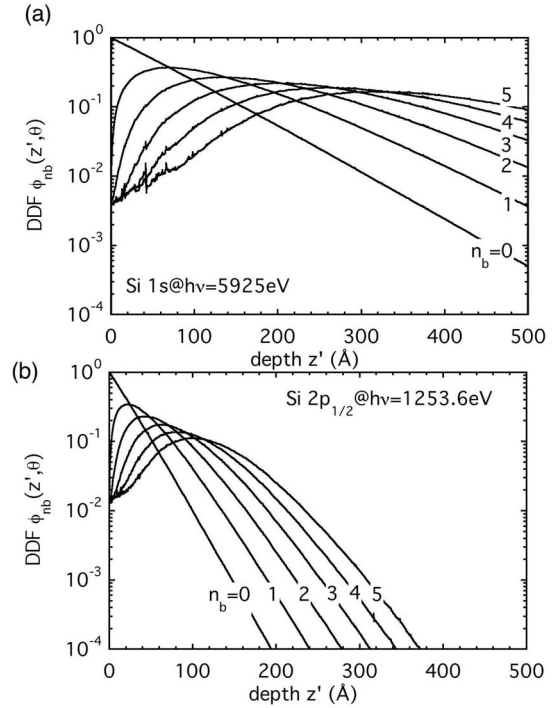 (a)
10^0
10^-1
10^-2
10^-3
10^-4
DDF ϕ_nb(z',θ)
5
4
3
2
1
n_b=0
Si 1s@hν=5925eV
0 100 200 300 400 500
depth z' (Å)
(b)
10^0
10^-1
10^-2
10^-3
10^-4
DDF ϕ_nb(z',θ)
Si 2p_1/2@hν=1253.6eV
n_b=0 1 2 3 4 5
0 100 200 300 400 500
depth z' (Å)